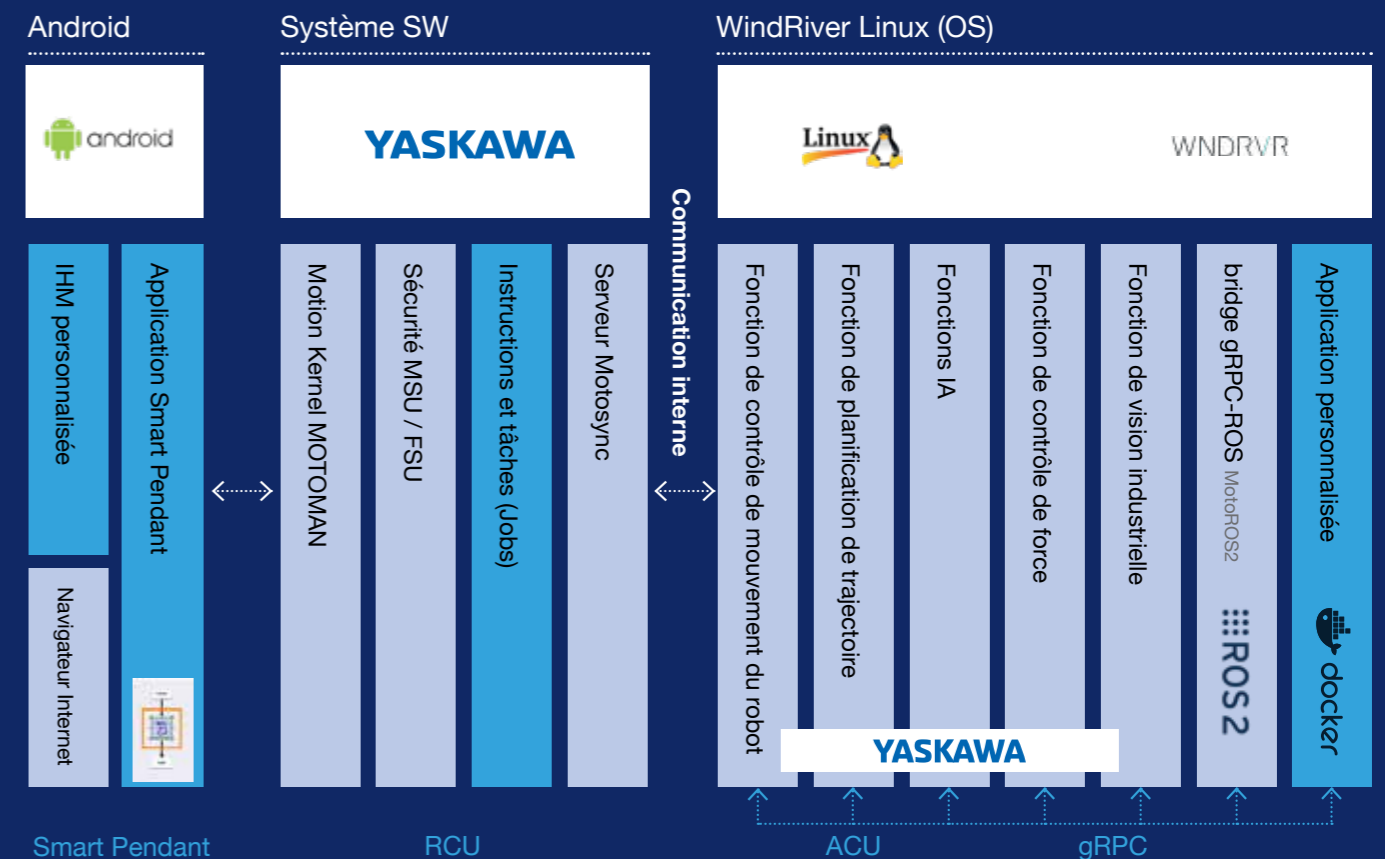 Android
Système SW
WindRiver Linux (OS)
android
YASKAWA
Linux
WNDRVR
IHM personnalisée
Navigateur Internet
Application Smart Pendant
Motion Kernel MOTOMAN
Sécurité MSU / FSU
Instructions et tâches (Jobs)
Serveur Motosync
Communication interne
Fonction de contrôle de mouvement du robot
Fonction de planification de trajectoire
Fonctions IA
Fonction de contrôle de force
Fonction de vision industrielle
bridge gRPC-ROS MotoROS2
ROS 2
Application personnalisée
docker
YASKAWA
Smart Pendant
RCU
ACU
gRPC